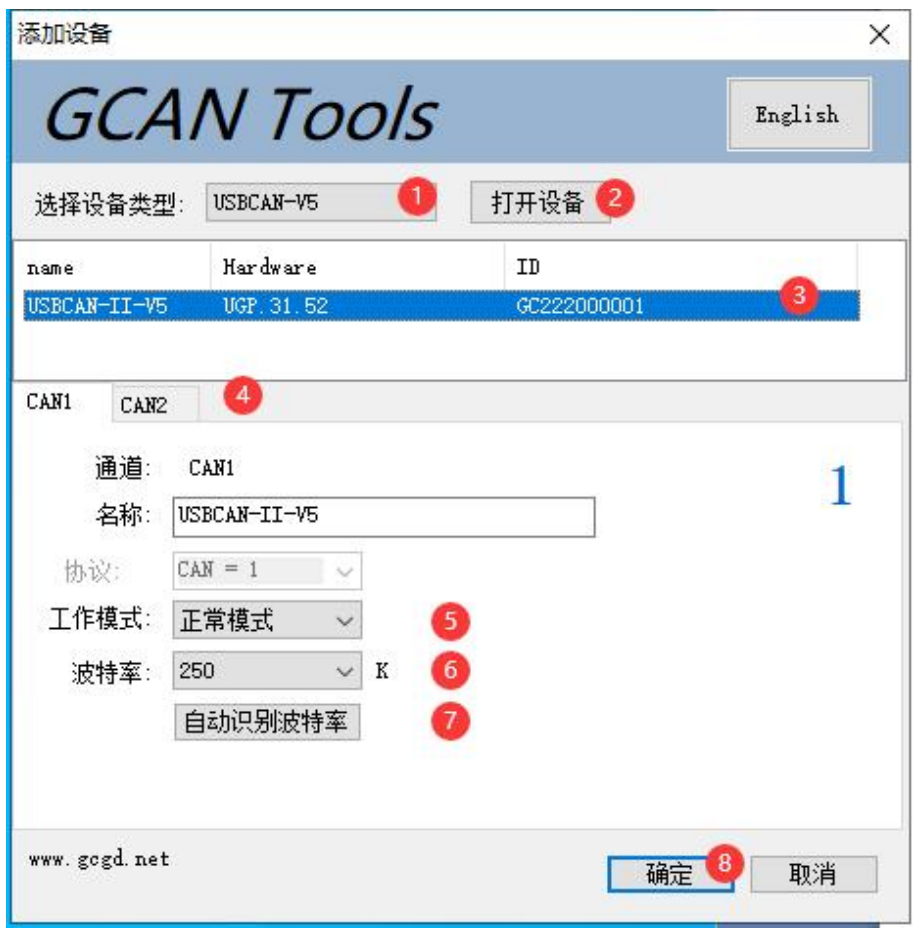 添加设备
GCAN Tools English
选择设备类型: USBCAN-V5 1 打开设备 2
name Hardware ID
USBCAN-II-V5 UGP.31.52 GC222000001 3
CAN1 CAN2 4
通道: CAN1 1
名称: USBCAN-II-V5
协议: CAN = 1
工作模式: 正常模式 5
波特率: 250 K 6
自动识别波特率 7
www.gcgd.net
确定 8 取消